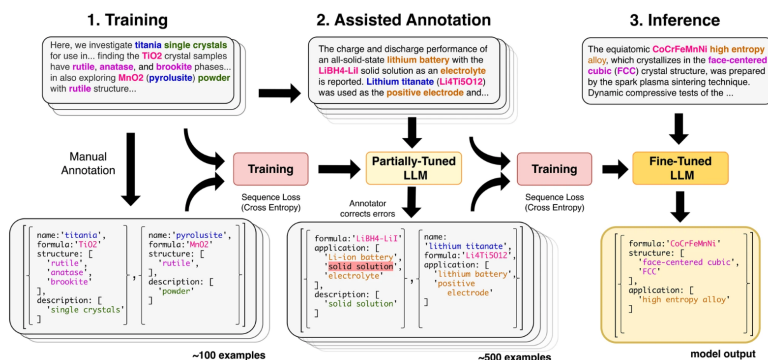 1. Training
2. Assisted Annotation
3. Inference
Here, we investigate titania single crystals
for use in... finding the TiO2 crystal samples
have rutile, anatase, and brookite phases...
in also exploring MnO2 (pyrolusite) powder
with rutile structure...
The charge and discharge performance of
an all-solid-state lithium battery with the
LiBH4-LiI solid solution as an electrolyte
is reported. Lithium titanate (Li4Ti5O12)
was used as the positive electrode and...
The equiatomic CoCrFeMnNi high entropy
alloy, which crystallizes in the face-centered
cubic (FCC) crystal structure, was prepared
by the spark plasma sintering technique.
Dynamic compressive tests of the ...
Manual
Annotation
Training
Sequence Loss
(Cross Entropy)
Partially-Tuned
LLM
Annotator
corrects errors
Training
Sequence Loss
(Cross Entropy)
Fine-Tuned
LLM
name:'titania',
formula:'TiO2'
structure: [
'rutile',
'anatase',
'brookite'
],
description: [
'single crystals'
]
,
name:'pyrolusite',
formula:'MnO2'
structure: [
'rutile',
],
description: [
'powder'
]
~100 examples
formula:'LiBH4-LiI'
application: [
'Li-ion battery',
'solid solution',
'electrolyte'
],
description: [
'solid solution'
]
,
name:
'lithium titanate',
formula:'Li4Ti5O12',
application: [
'lithium battery',
'positive
electrode'
]
~500 examples
formula:'CoCrFeMnNi'
structure: [
'face-centered cubic',
'FCC'
],
application: [
'high entropy alloy'
]
model output